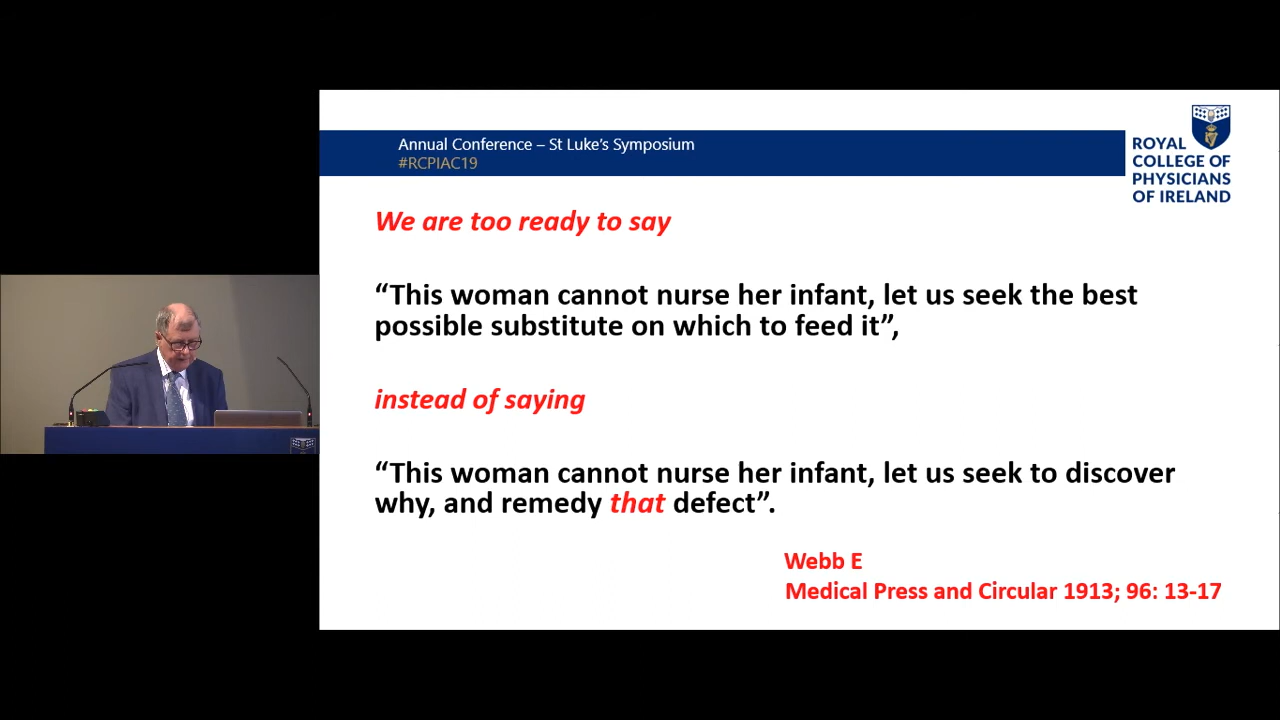 Annual Conference – St Luke's Symposium
#RCPIAC19
ROYAL
COLLEGE OF
PHYSICIANS
OF IRELAND
We are too ready to say
“This woman cannot nurse her infant, let us seek the best
possible substitute on which to feed it”,
instead of saying
“This woman cannot nurse her infant, let us seek to discover
why, and remedy that defect”.
Webb E
Medical Press and Circular 1913; 96: 13-17